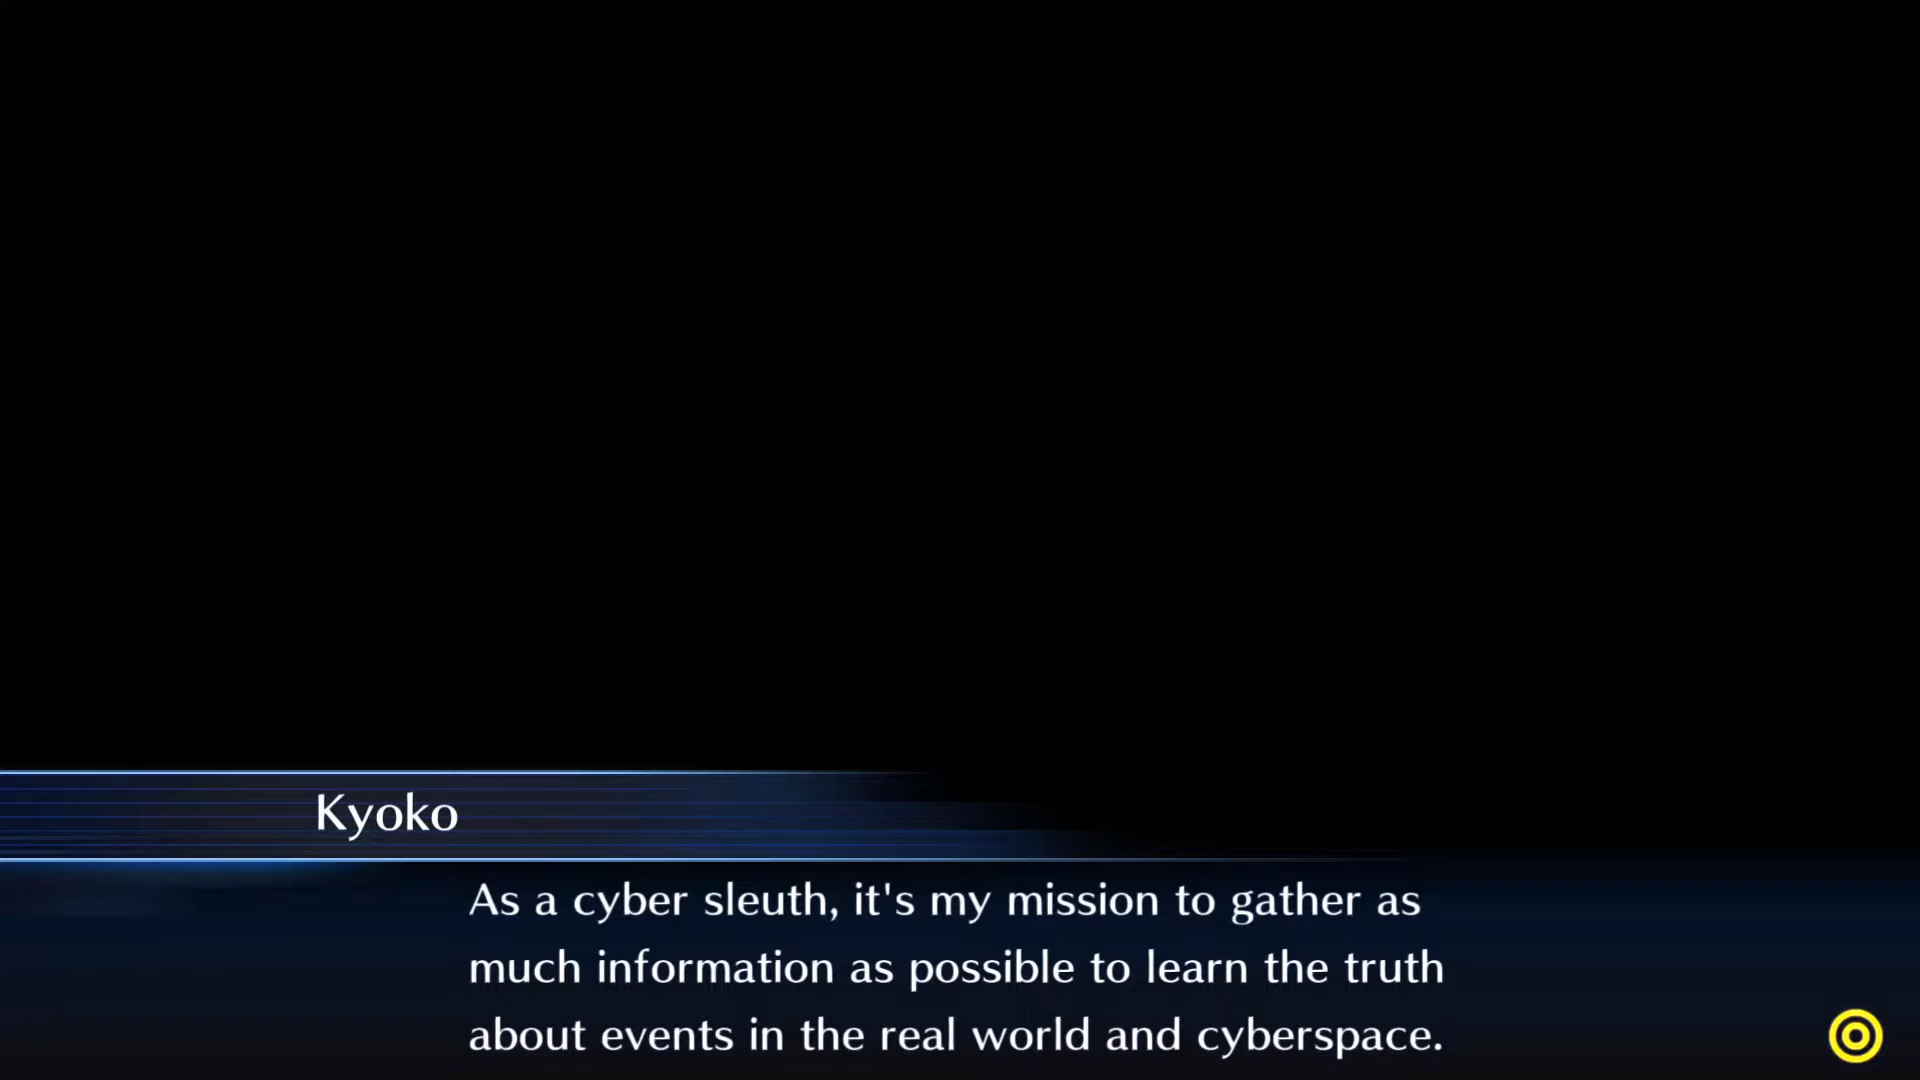 Kyoko
As a cyber sleuth, it's my mission to gather as
much information as possible to learn the truth
about events in the real world and cyberspace.